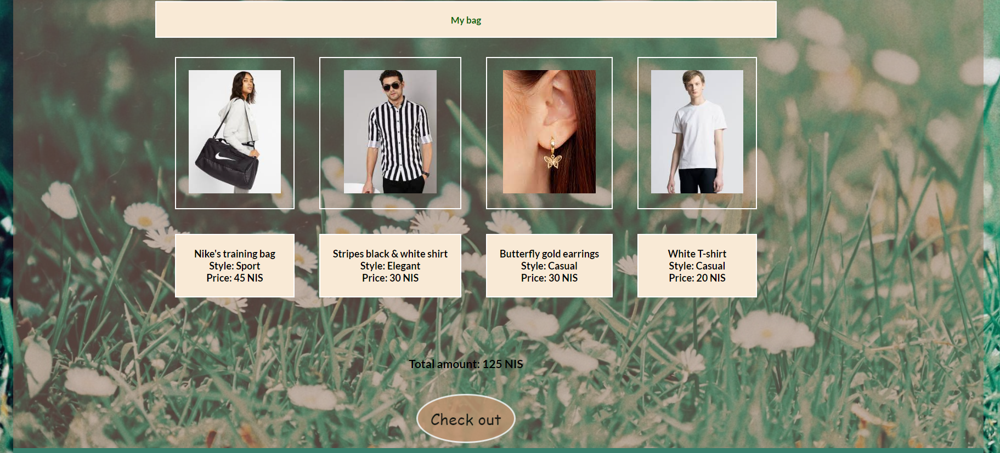 My bag
Nike's training bag
Style: Sport
Price: 45 NIS
Stripes black & white shirt
Style: Elegant
Price: 30 NIS
Butterfly gold earrings
Style: Casual
Price: 30 NIS
White T-shirt
Style: Casual
Price: 20 NIS
Total amount: 125 NIS
Check out